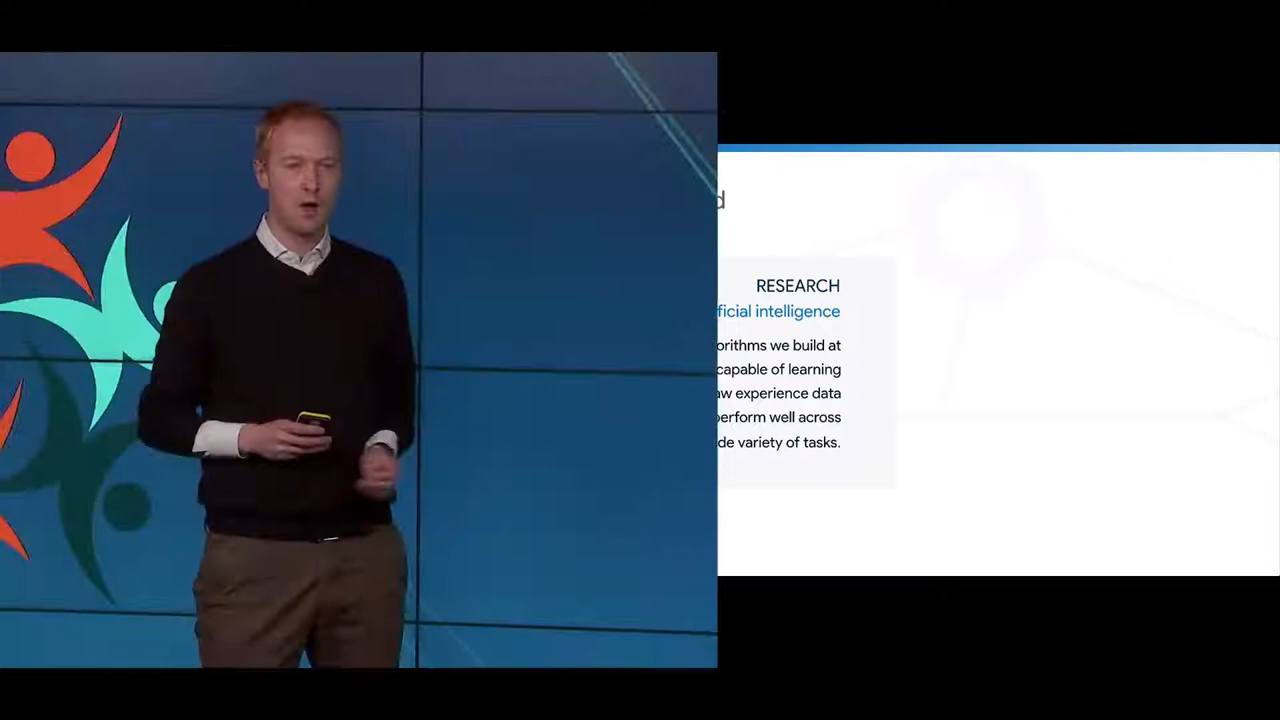 d
RESEARCH
ficial intelligence
orithms we build at
capable of learning
aw experience data
perform well across
de variety of tasks.